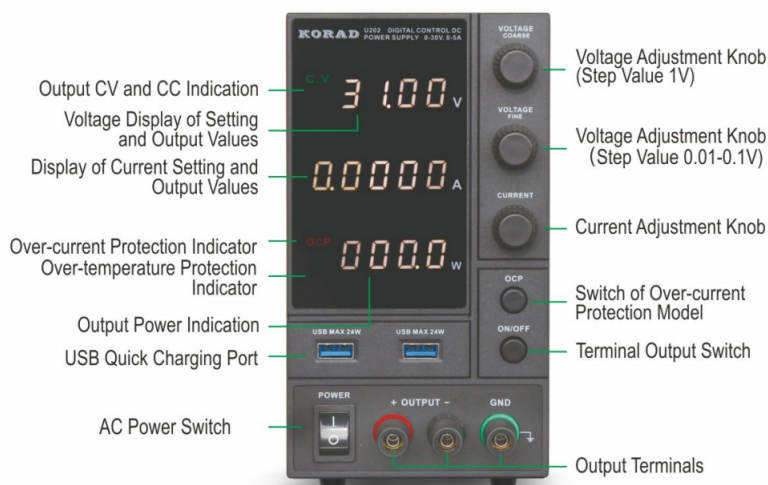 KORAD U202 DIGITAL CONTROL DC
POWER SUPPLY 0-30V, 0-5A
C.V
31.00 V
0.0000 A
OCP
000.0 W
VOLTAGE
COARSE
VOLTAGE
FINE
CURRENT
OCP
ON/OFF
USB MAX 24W
USB MAX 24W
POWER
+ OUTPUT -
GND
Output CV and CC Indication
Voltage Display of Setting
and Output Values
Display of Current Setting and
Output Values
Over-current Protection Indicator
Over-temperature Protection
Indicator
Output Power Indication
USB Quick Charging Port
AC Power Switch
Voltage Adjustment Knob
(Step Value 1V)
Voltage Adjustment Knob
(Step Value 0.01-0.1V)
Current Adjustment Knob
Switch of Over-current
Protection Model
Terminal Output Switch
Output Terminals